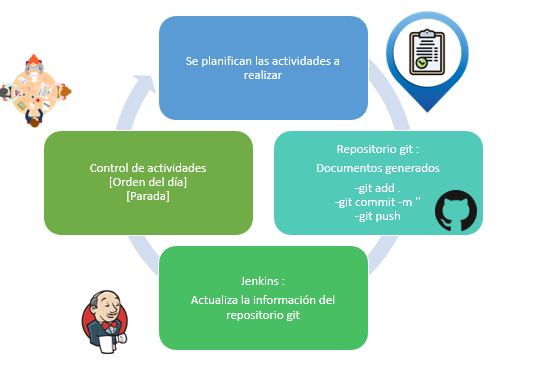 Se planifican las actividades a
realizar
Repositorio git :
Documentos generados
-git add .
-git commit -m ''
-git push
Jenkins :
Actualiza la información del
repositorio git
Control de actividades
[Orden del día]
[Parada]